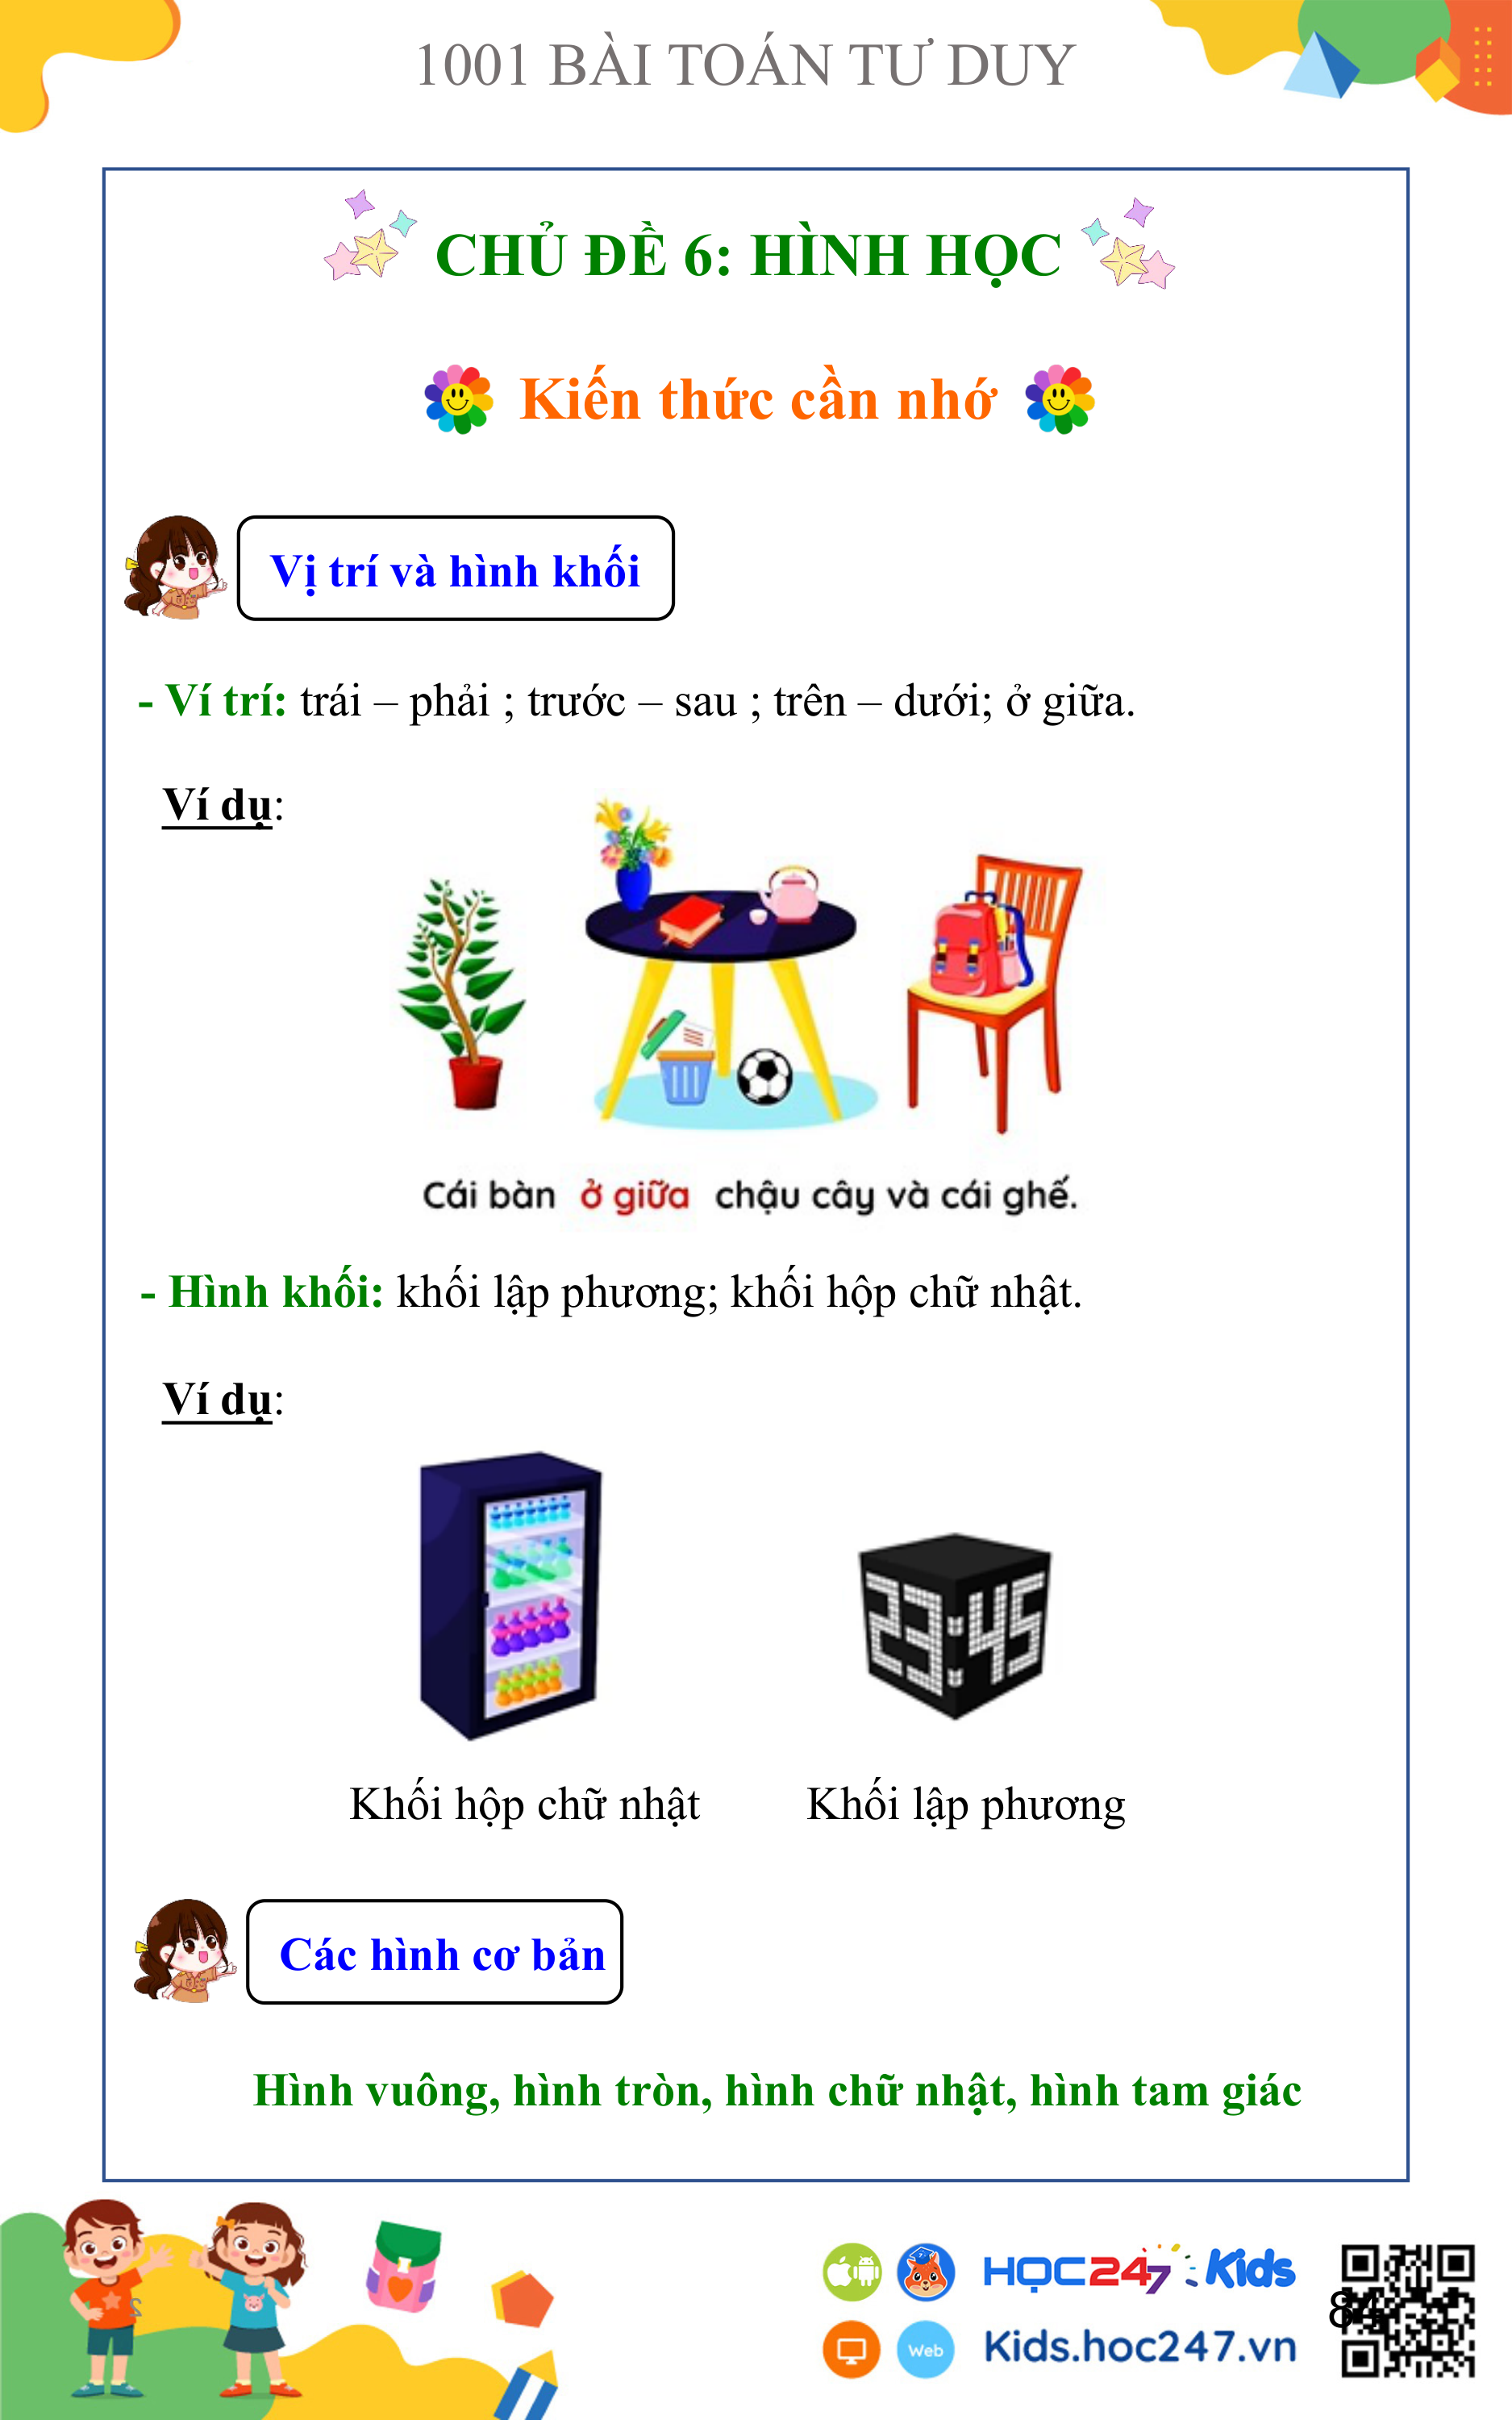 1001 BÀI TOÁN TƯ DUY
CHỦ ĐỀ 6: HÌNH HỌC
Kiến thức cần nhớ
Vị trí và hình khối
- Ví trí: trái – phải ; trước – sau ; trên – dưới; ở giữa.
Ví dụ:
Cái bàn ở giữa chậu cây và cái ghế.
- Hình khối: khối lập phương; khối hộp chữ nhật.
Ví dụ:
23:45
Khối hộp chữ nhật
Khối lập phương
Các hình cơ bản
Hình vuông, hình tròn, hình chữ nhật, hình tam giác
2
HỌC247 Kids
84
Web
Kids.hoc247.vn